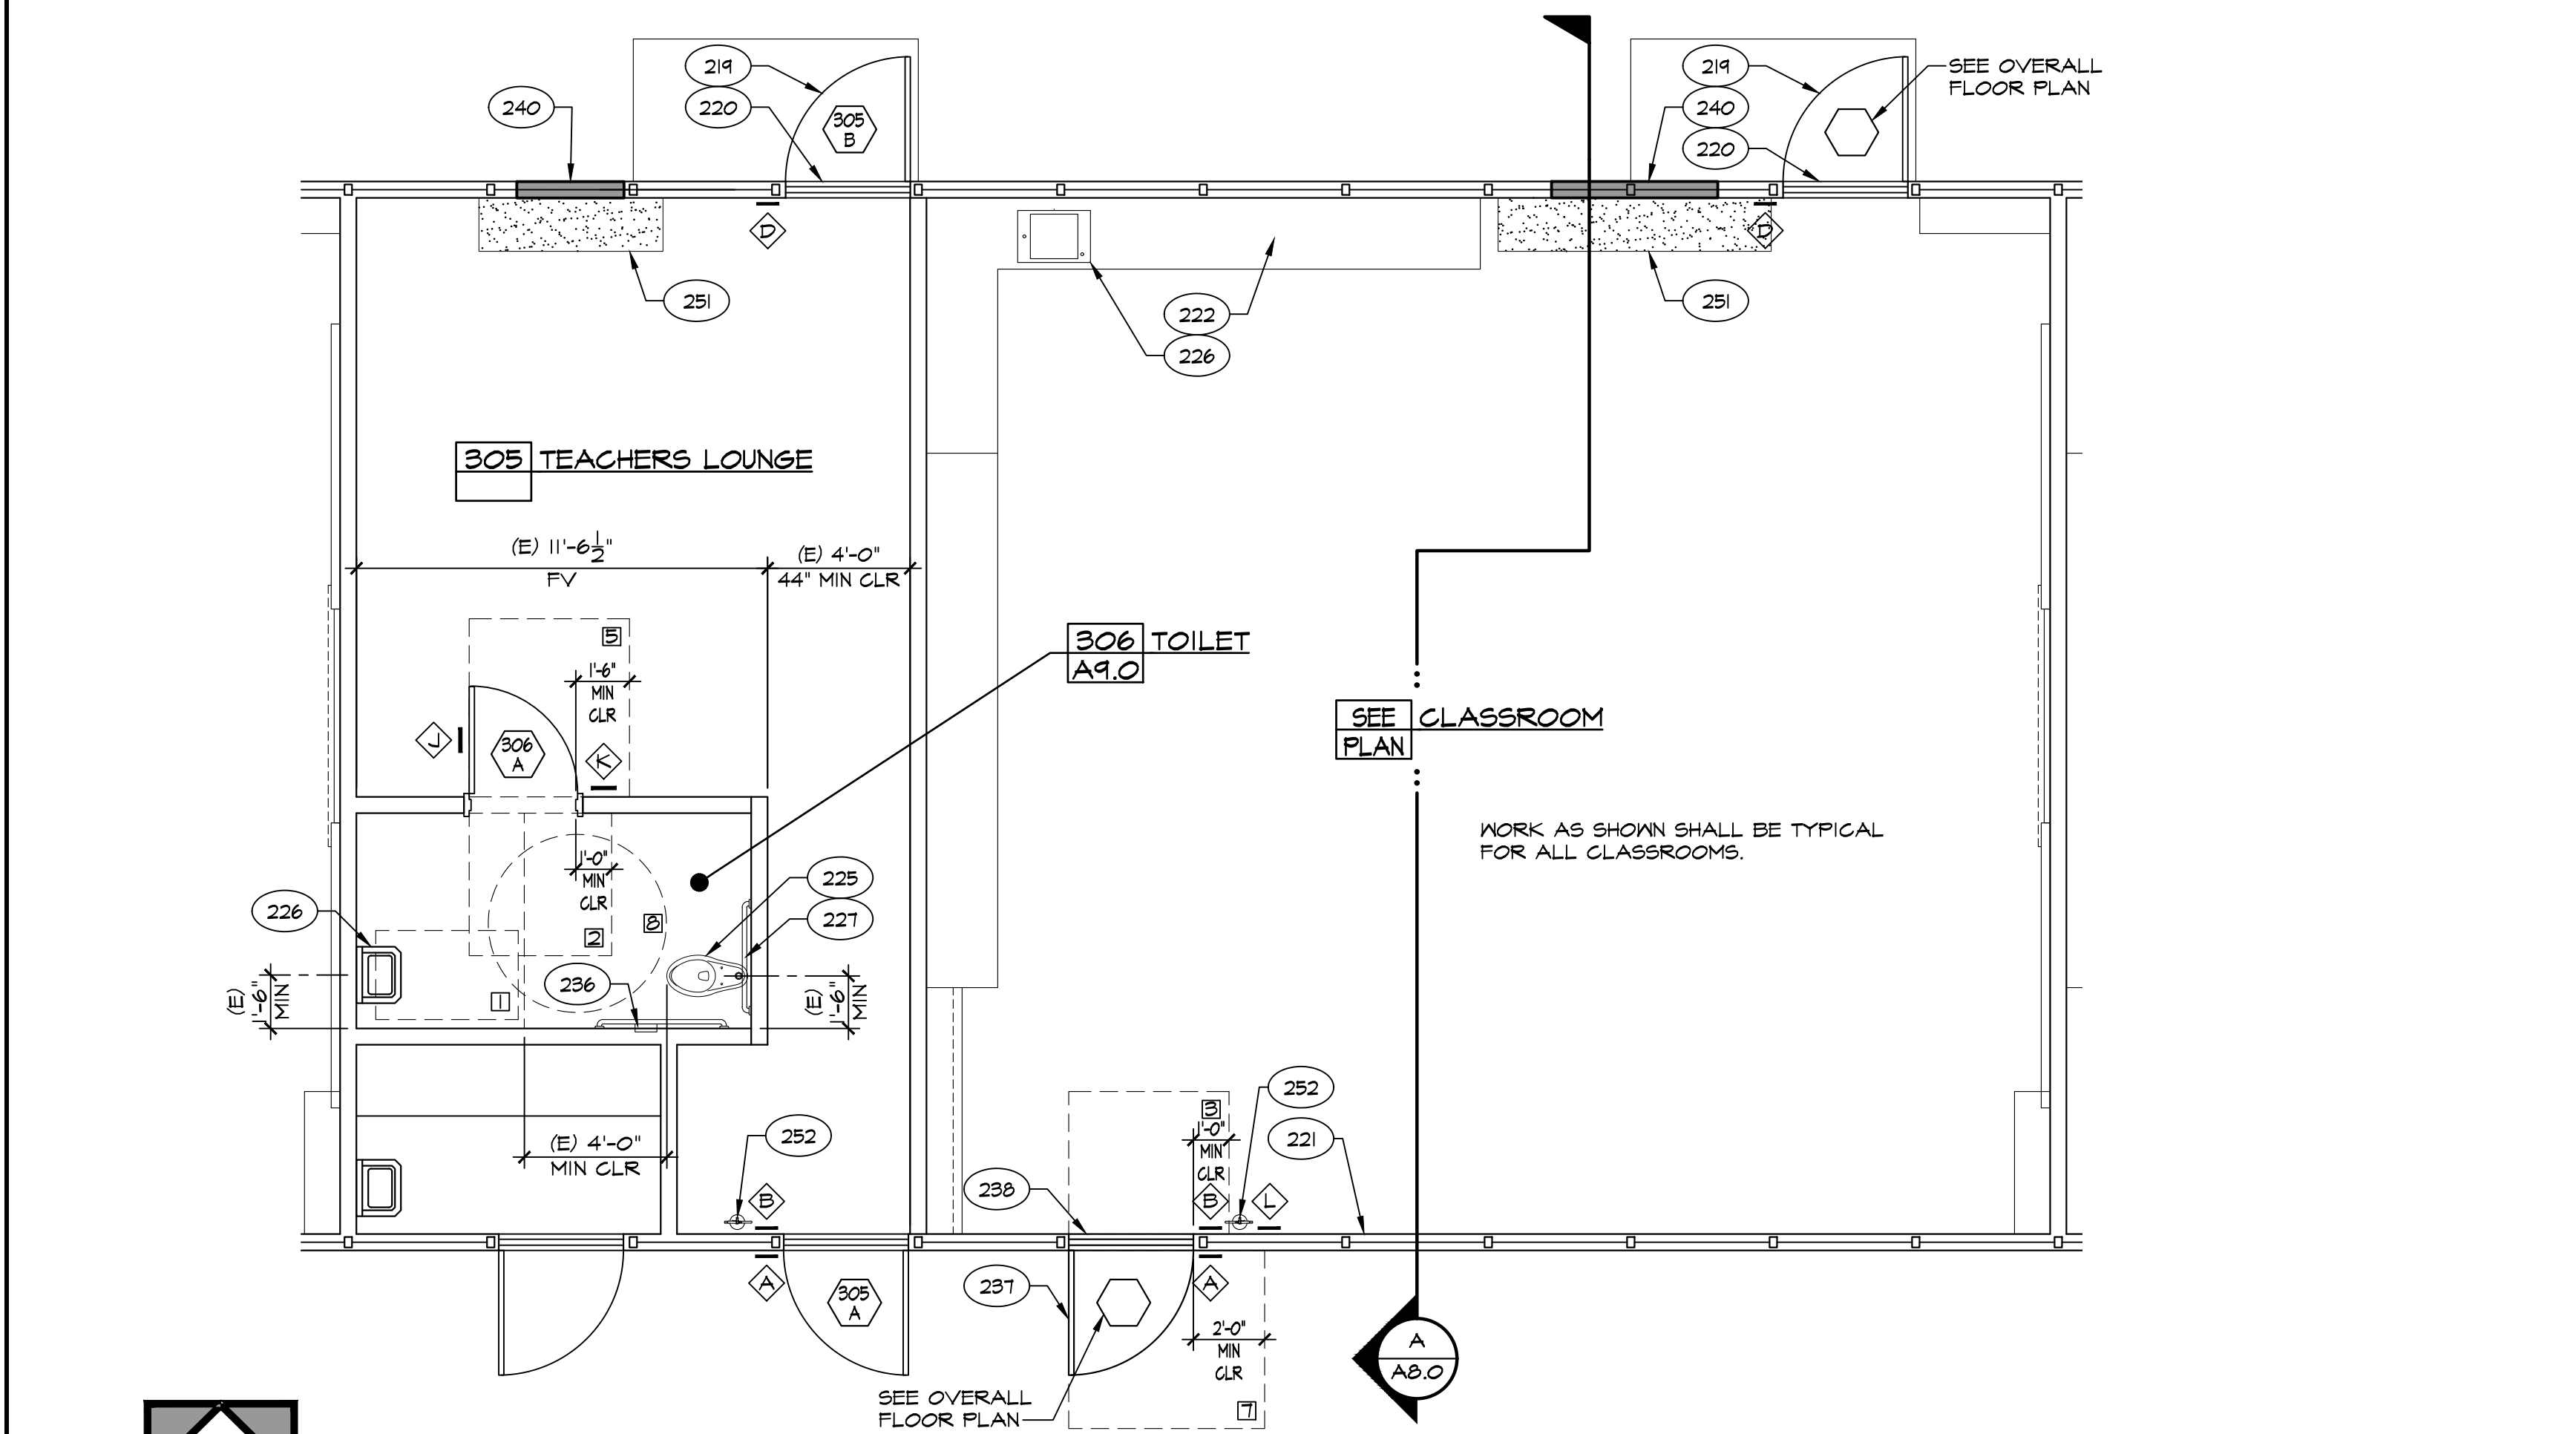 219
220
240
305
B
219
240
220
SEE OVERALL
FLOOR PLAN
D
D
251
222
226
251
305 TEACHERS LOUNGE
(E) 11'-6 1/2"
FV
(E) 4'-0"
44" MIN CLR
5
1'-6"
MIN
CLR
306 TOILET
A9.0
J
306
A
K
SEE CLASSROOM
PLAN
WORK AS SHOWN SHALL BE TYPICAL
FOR ALL CLASSROOMS.
1'-0"
MIN
CLR
225
227
226
8
2
236
1
(E)
1'-6"
MIN
(E)
1'-6"
MIN
(E) 4'-0"
MIN CLR
252
252
221
3
1'-0"
MIN
CLR
238
B
B
L
A
305
A
237
A
2'-0"
MIN
CLR
7
SEE OVERALL
FLOOR PLAN
A
A8.0